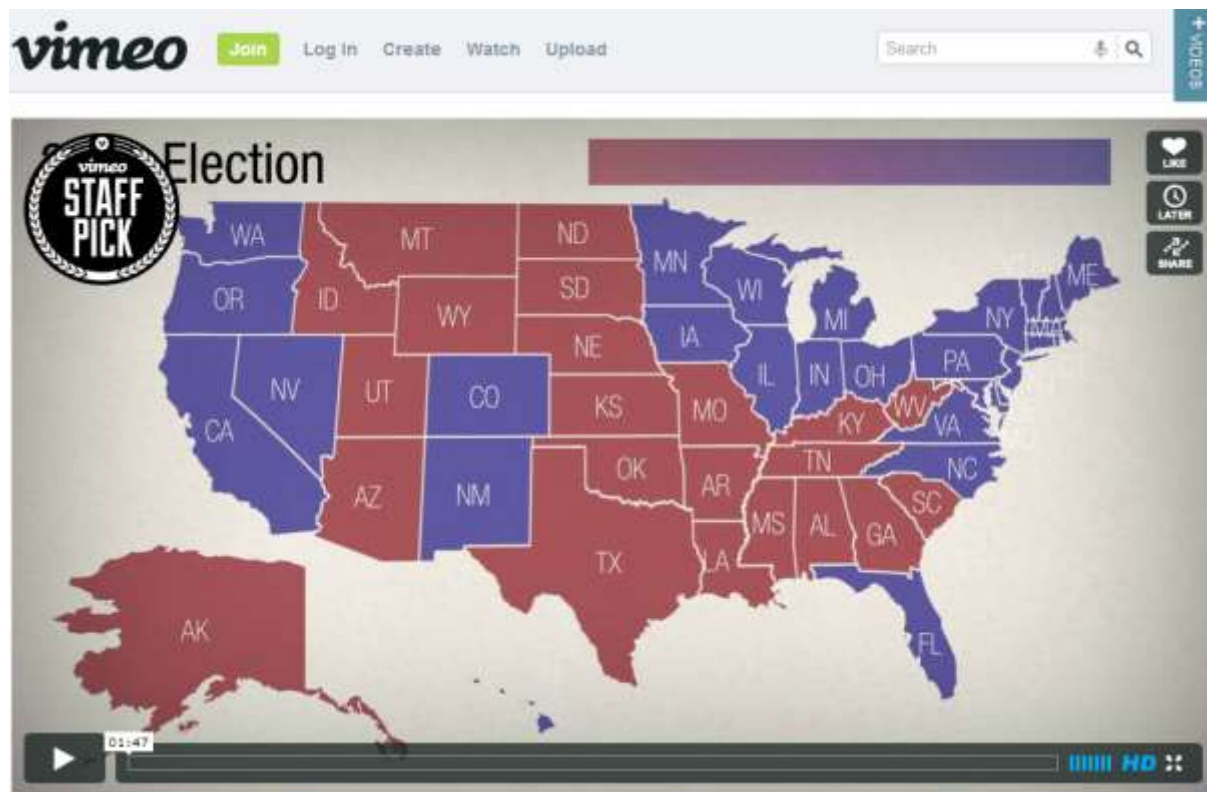 vimeo Join Log In Create Watch Upload Search
+ VIDEOS
Election
vimeo
STAFF
PICK
LIKE
LATER
SHARE
WA MT ND MN ME
OR ID SD WI MI NY MA
WY NE IA PA
NV UT CO IL IN OH
CA KS MO KY WV VA
AZ NM OK AR TN NC
TX LA MS AL GA SC
AK FL
01:47
HD